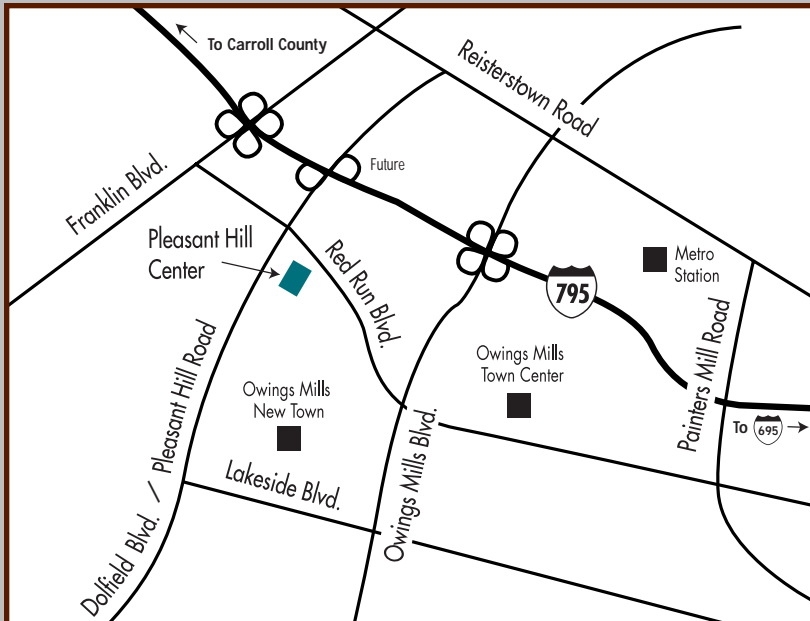 To Carroll County
Reisterstown Road
Franklin Blvd.
Future
Pleasant Hill
Center
Red Run Blvd.
Metro
Station
795
Painters Mill Road
Owings Mills
Town Center
Owings Mills
New Town
To 695
Dolfield Blvd. / Pleasant Hill Road
Lakeside Blvd.
Owings Mills Blvd.